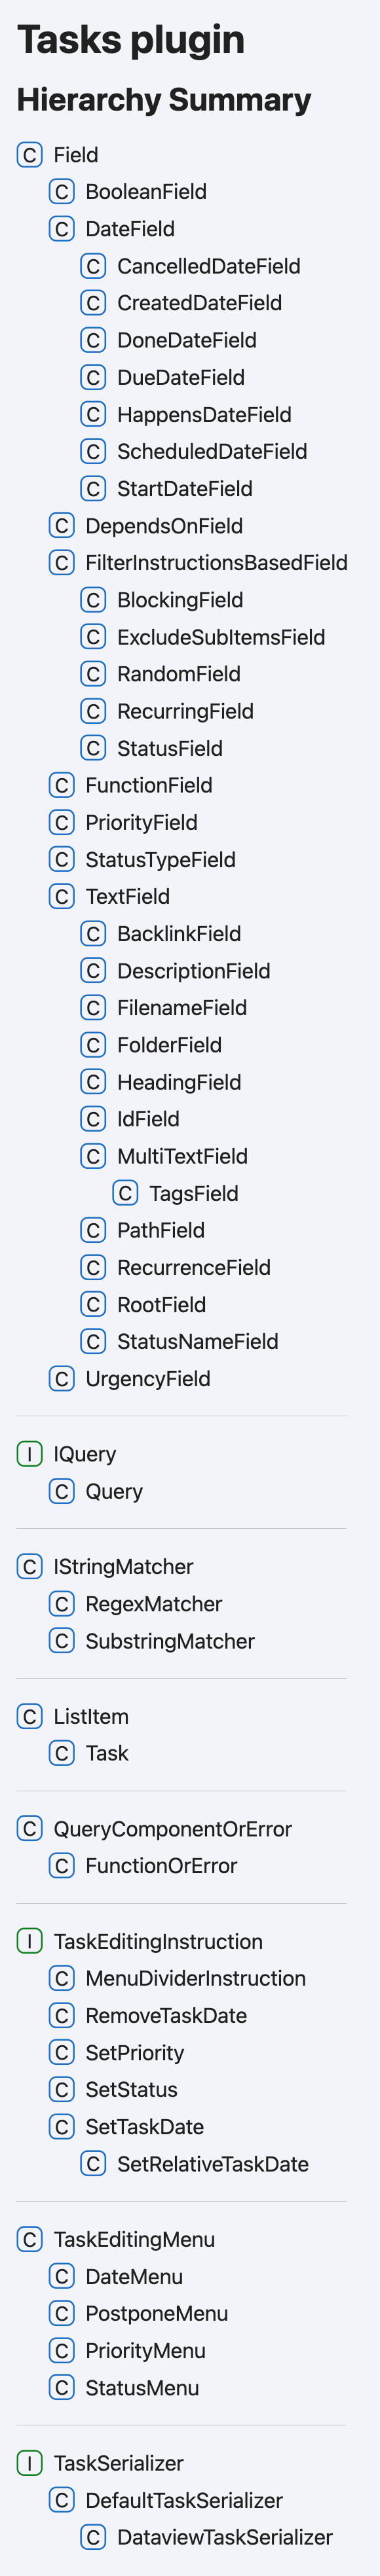 Tasks plugin
Hierarchy Summary
C Field
C BooleanField
C DateField
C CancelledDateField
C CreatedDateField
C DoneDateField
C DueDateField
C HappensDateField
C ScheduledDateField
C StartDateField
C DependsOnField
C FilterInstructionsBasedField
C BlockingField
C ExcludeSubItemsField
C RandomField
C RecurringField
C StatusField
C FunctionField
C PriorityField
C StatusTypeField
C TextField
C BacklinkField
C DescriptionField
C FilenameField
C FolderField
C HeadingField
C IdField
C MultiTextField
C TagsField
C PathField
C RecurrenceField
C RootField
C StatusNameField
C UrgencyField
I IQuery
C Query
C IStringMatcher
C RegexMatcher
C SubstringMatcher
C ListItem
C Task
C QueryComponentOrError
C FunctionOrError
I TaskEditingInstruction
C MenuDividerInstruction
C RemoveTaskDate
C SetPriority
C SetStatus
C SetTaskDate
C SetRelativeTaskDate
C TaskEditingMenu
C DateMenu
C PostponeMenu
C PriorityMenu
C StatusMenu
I TaskSerializer
C DefaultTaskSerializer
C DataviewTaskSerializer